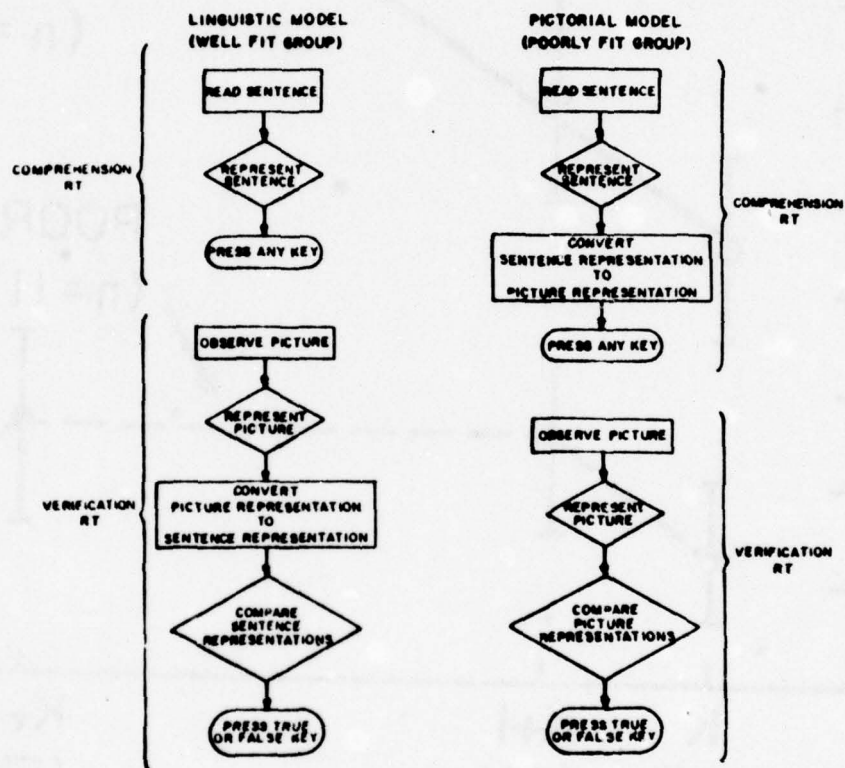 LINGUISTIC MODEL
(WELL FIT GROUP)
READ SENTENCE
REPRESENT
SENTENCE
PRESS ANY KEY
COMPREHENSION
RT
OBSERVE PICTURE
REPRESENT
PICTURE
CONVERT
PICTURE REPRESENTATION
TO
SENTENCE REPRESENTATION
COMPARE
SENTENCE
REPRESENTATIONS
PRESS TRUE
OR FALSE KEY
VERIFICATION
RT
PICTORIAL MODEL
(POORLY FIT GROUP)
READ SENTENCE
REPRESENT
SENTENCE
CONVERT
SENTENCE REPRESENTATION
TO
PICTURE REPRESENTATION
PRESS ANY KEY
COMPREHENSION
RT
OBSERVE PICTURE
REPRESENT
PICTURE
COMPARE
PICTURE
REPRESENTATIONS
PRESS TRUE
OR FALSE KEY
VERIFICATION
RT
(n =
POOR
(n = 11